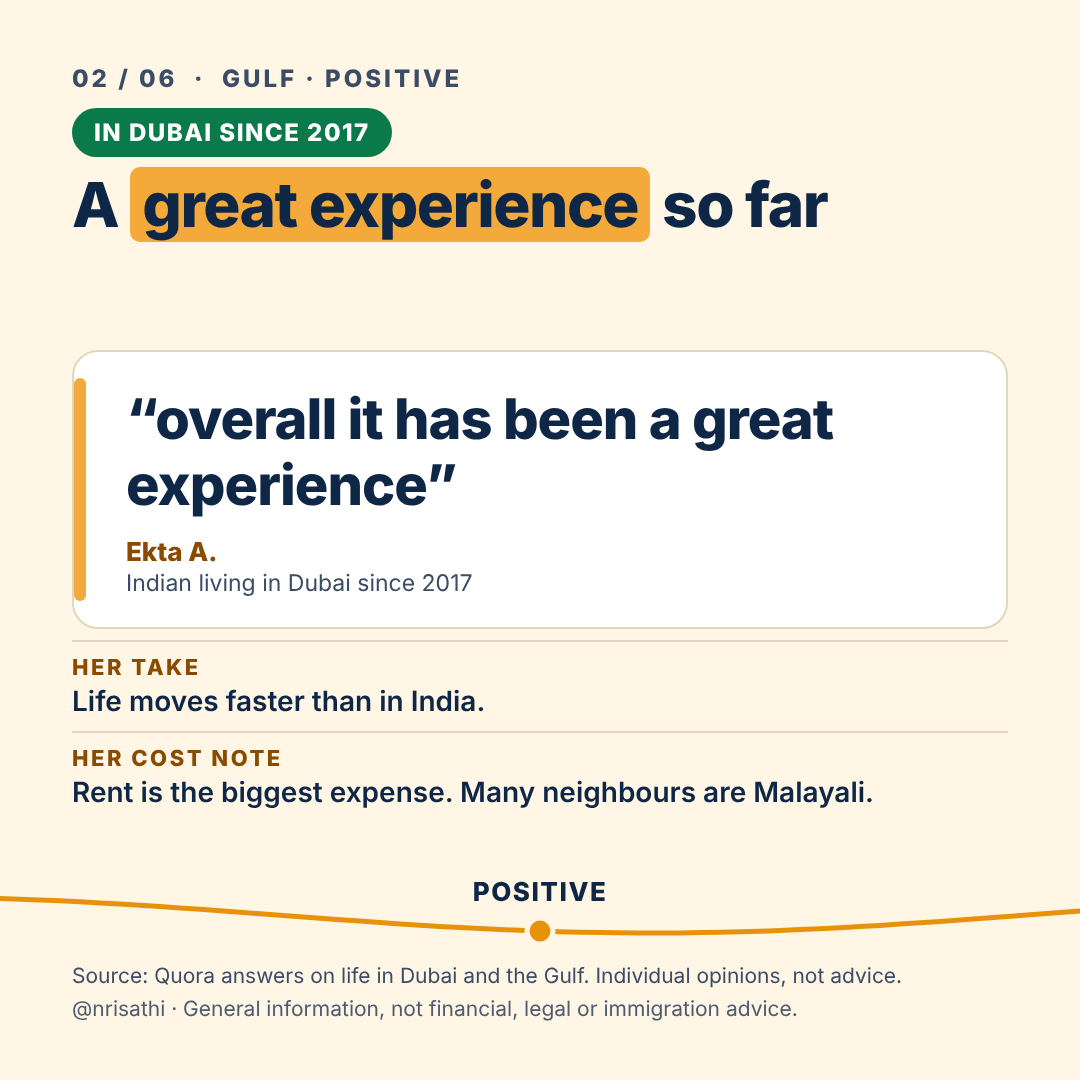 02 / 06 · GULF · POSITIVE
IN DUBAI SINCE 2017
A great experience so far
“overall it has been a great
experience”
Ekta A.
Indian living in Dubai since 2017
HER TAKE
Life moves faster than in India.
HER COST NOTE
Rent is the biggest expense. Many neighbours are Malayali.
POSITIVE
Source: Quora answers on life in Dubai and the Gulf. Individual opinions, not advice.
@nrisathi · General information, not financial, legal or immigration advice.